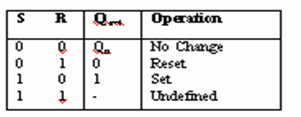 S R Qn+1 Operation
0 0 Qn No Change
0 1 0 Reset
1 0 1 Set
1 1 - Undefined